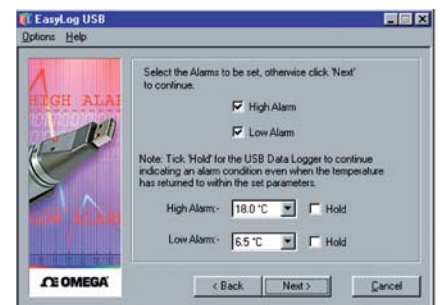 EasyLog USB
Options Help
Select the Alarms to be set, otherwise click 'Next'
to continue.
High Alarm
Low Alarm
Note: Tick 'Hold' for the USB Data Logger to continue
indicating an alarm condition even when the temperature
has returned to within the set parameters.
High Alarm:- 18.0 °C Hold
Low Alarm:- 6.5 °C Hold
HIGH ALA
LOW ALAR
Ω OMEGA
< Back Next > Cancel